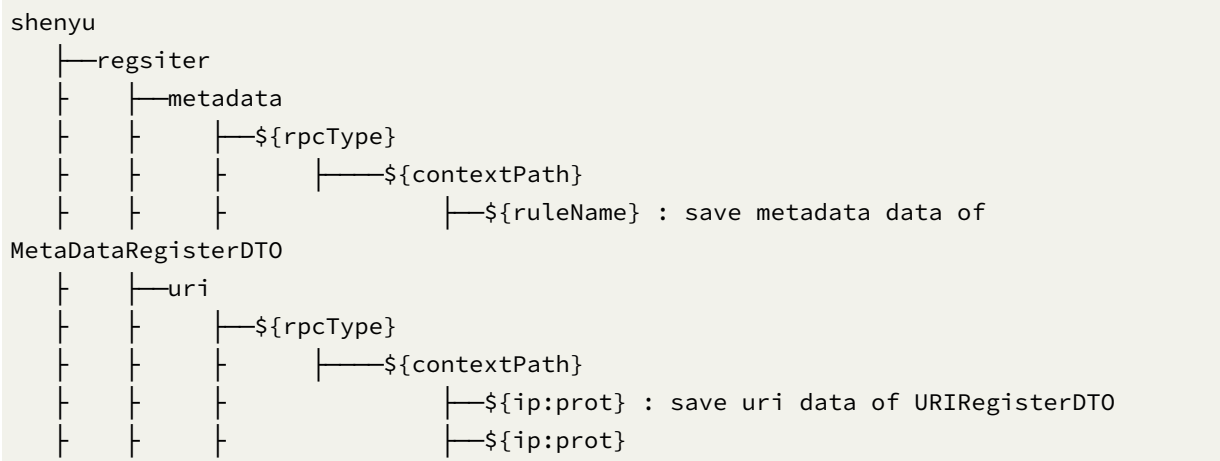 shenyu
   ├──regsiter
   ├    ├──metadata
   ├    ├     ├──${rpcType}
   ├    ├     ├      ├────${contextPath}
   ├    ├     ├               ├──${ruleName} : save metadata data of
MetaDataRegisterDTO
   ├    ├──uri
   ├    ├     ├──${rpcType}
   ├    ├     ├      ├────${contextPath}
   ├    ├     ├               ├──${ip:prot} : save uri data of URIRegisterDTO
   ├    ├     ├               ├──${ip:prot}